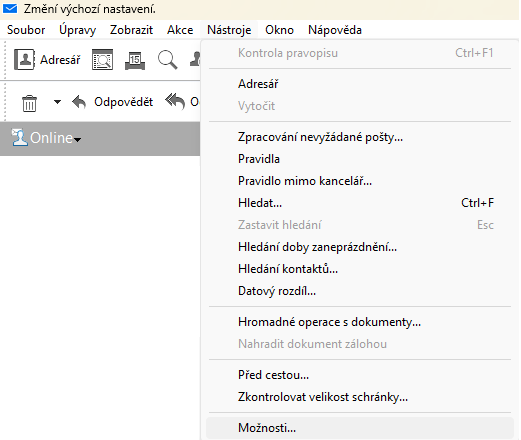 Změní výchozí nastavení.
Soubor Úpravy Zobrazit Akce Nástroje Okno Nápověda
Adresář 15
Odpovědět O
Online
Kontrola pravopisu Ctrl+F1
Adresář
Vytočit
Zpracování nevyžádané pošty...
Pravidla
Pravidlo mimo kancelář...
Hledat... Ctrl+F
Zastavit hledání Esc
Hledání doby zaneprázdnění...
Hledání kontaktů...
Datový rozdíl...
Hromadné operace s dokumenty...
Nahradit dokument zálohou
Před cestou...
Zkontrolovat velikost schránky...
Možnosti...